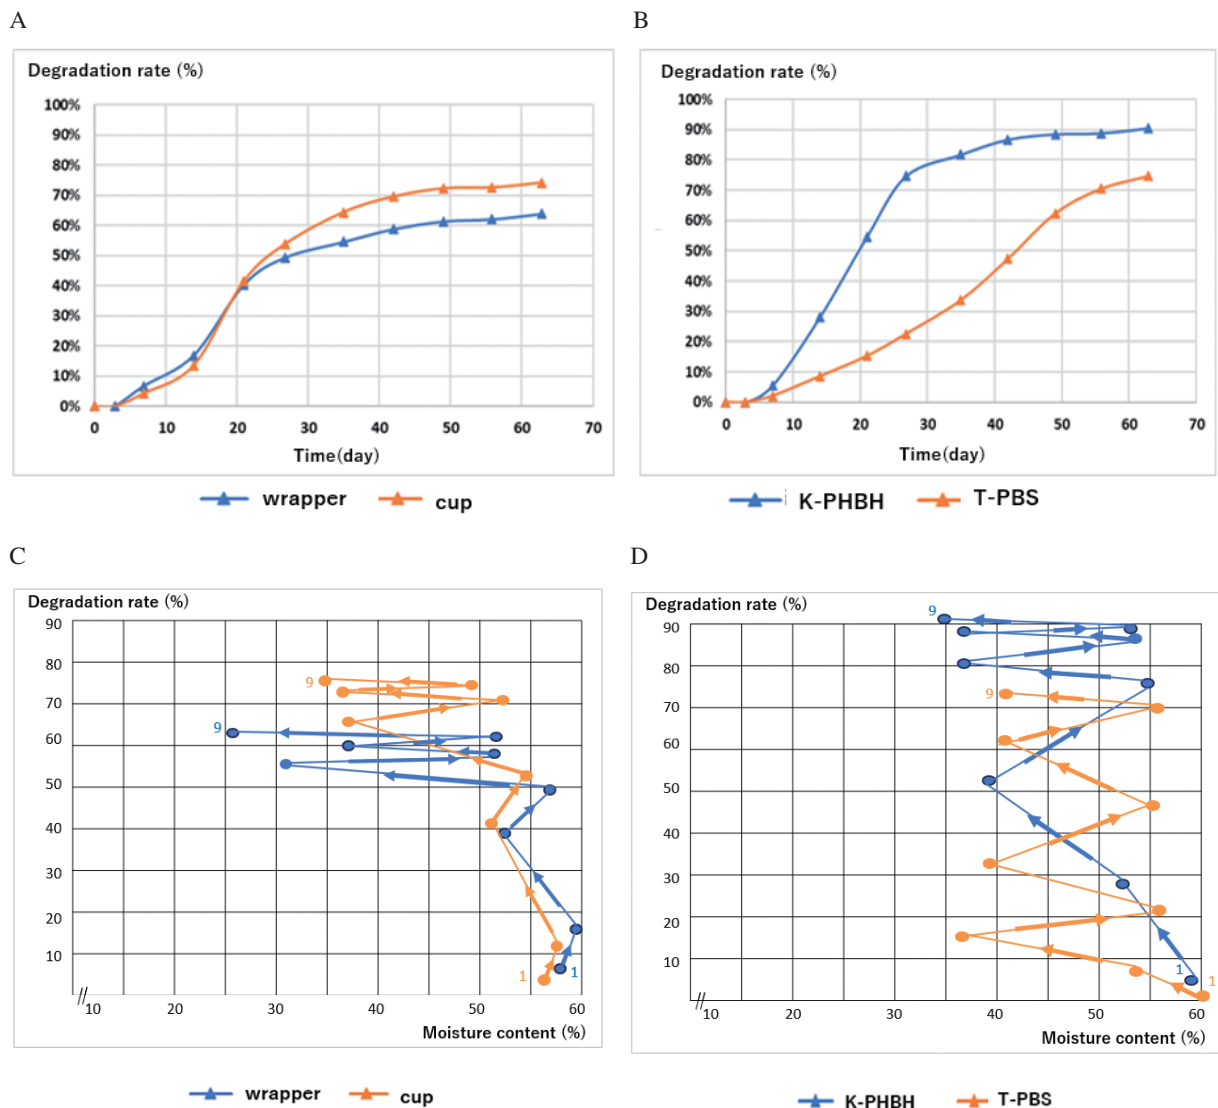 A
B
Degradation rate (%)
100%
90%
80%
70%
60%
50%
40%
30%
20%
10%
0%
0 10 20 30 40 50 60 70
Time(day)
wrapper cup
Degradation rate (%)
100%
90%
80%
70%
60%
50%
40%
30%
20%
10%
0%
0 10 20 30 40 50 60 70
Time(day)
K-PHBH T-PBS
C
D
Degradation rate (%)
90
80
70
60
50
40
30
20
10
9
9
1 1
// 10 20 30 40 50 60
Moisture content (%)
wrapper cup
Degradation rate (%)
90
80
70
60
50
40
30
20
10
9
9
1 1
// 10 20 30 40 50 60
Moisture content (%)
K-PHBH T-PBS